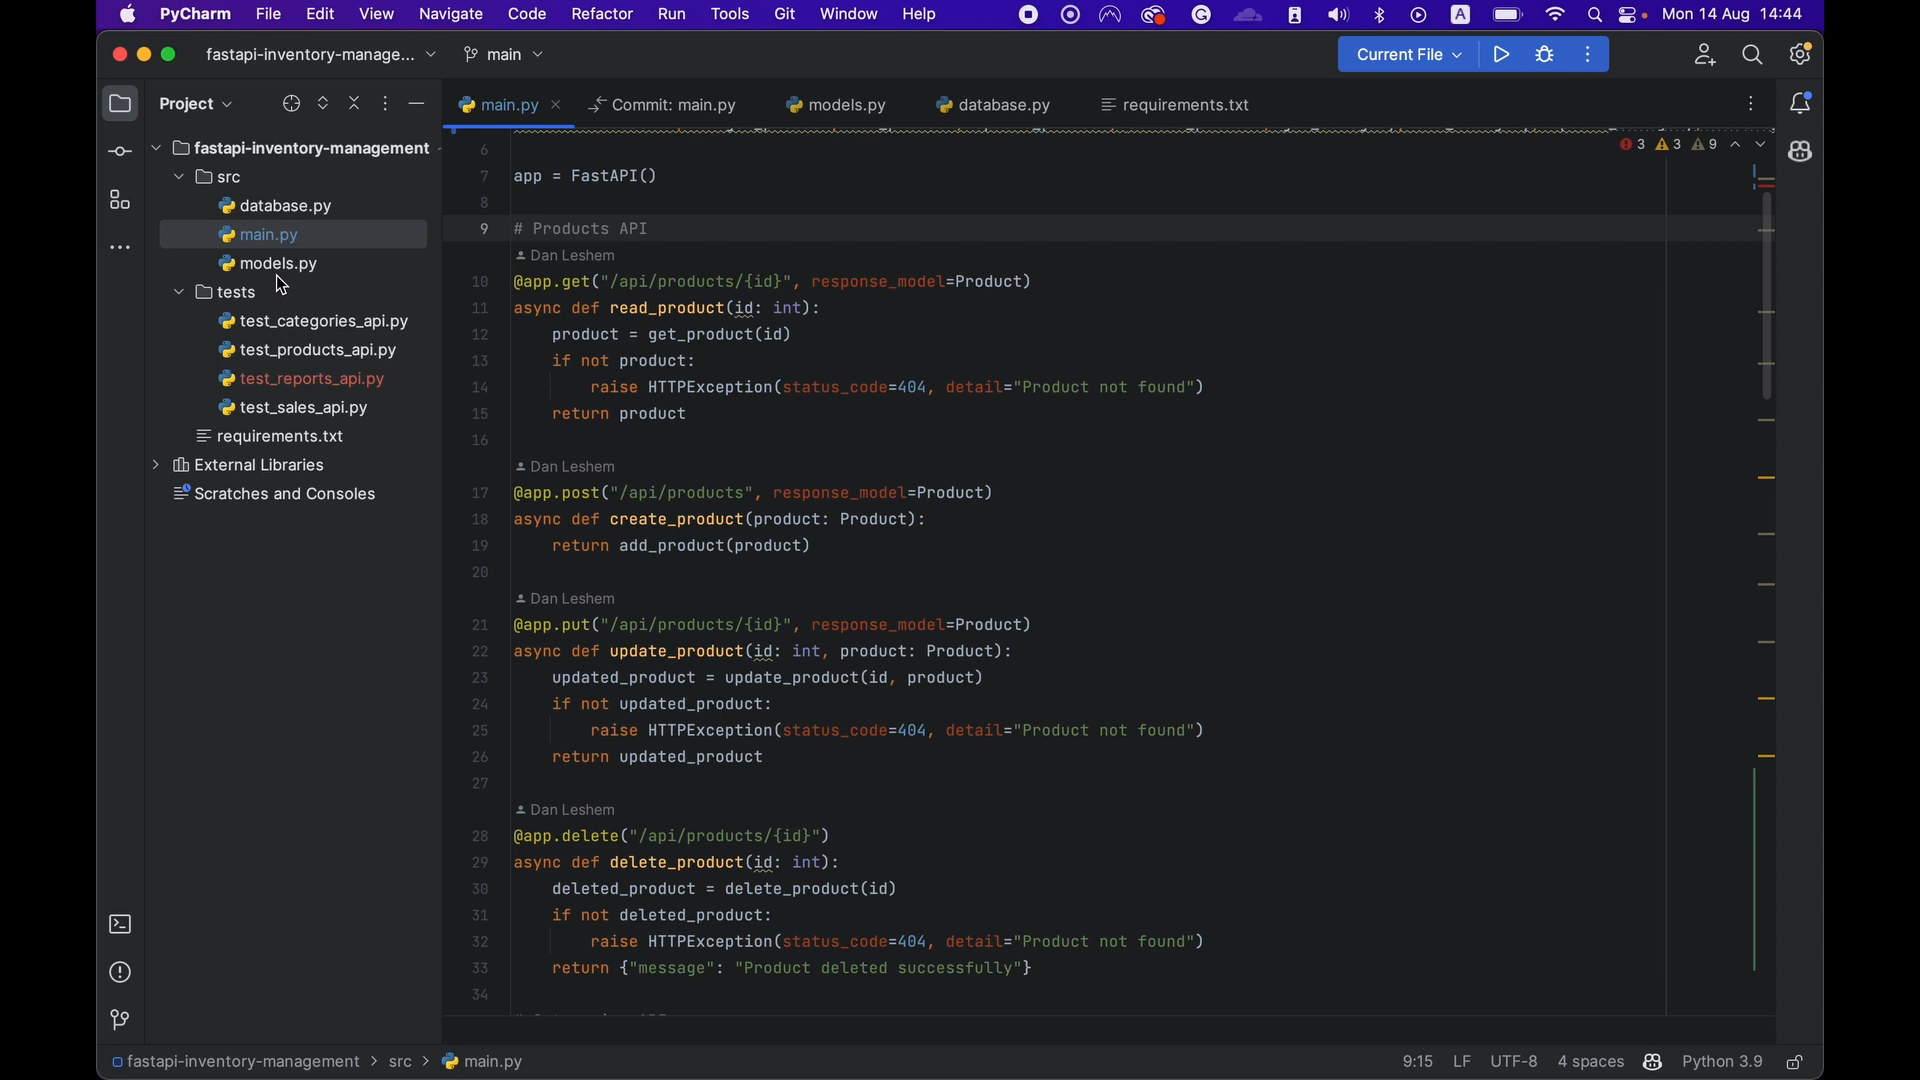 PyCharm File Edit View Navigate Code Refactor Run Tools Git Window Help A Mon 14 Aug 14:44
fastapi-inventory-manage... main Current File
Project main.py Commit: main.py models.py database.py requirements.txt
fastapi-inventory-management
src
database.py
main.py
models.py
tests
test_categories_api.py
test_products_api.py
test_reports_api.py
test_sales_api.py
requirements.txt
External Libraries
Scratches and Consoles
3 3 9
6
7 app = FastAPI()
8
9 # Products API
Dan Leshem
10 @app.get("/api/products/{id}", response_model=Product)
11 async def read_product(id: int):
12 product = get_product(id)
13 if not product:
14 raise HTTPException(status_code=404, detail="Product not found")
15 return product
16
Dan Leshem
17 @app.post("/api/products", response_model=Product)
18 async def create_product(product: Product):
19 return add_product(product)
20
Dan Leshem
21 @app.put("/api/products/{id}", response_model=Product)
22 async def update_product(id: int, product: Product):
23 updated_product = update_product(id, product)
24 if not updated_product:
25 raise HTTPException(status_code=404, detail="Product not found")
26 return updated_product
27
Dan Leshem
28 @app.delete("/api/products/{id}")
29 async def delete_product(id: int):
30 deleted_product = delete_product(id)
31 if not deleted_product:
32 raise HTTPException(status_code=404, detail="Product not found")
33 return {"message": "Product deleted successfully"}
34
fastapi-inventory-management > src > main.py 9:15 LF UTF-8 4 spaces Python 3.9